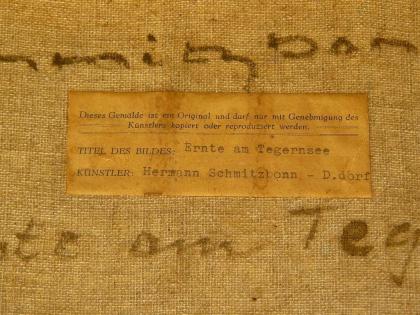 mitzbon
Dieses Gemälde ist ein Original und darf nur mit Genehmigung des
Künstlers kopiert oder reproduziert werden.
TITEL DES BILDES: Ernte am Tegernsee
KÜNSTLER: Hermann Schmitzbonn - D.dorf
te am Teg